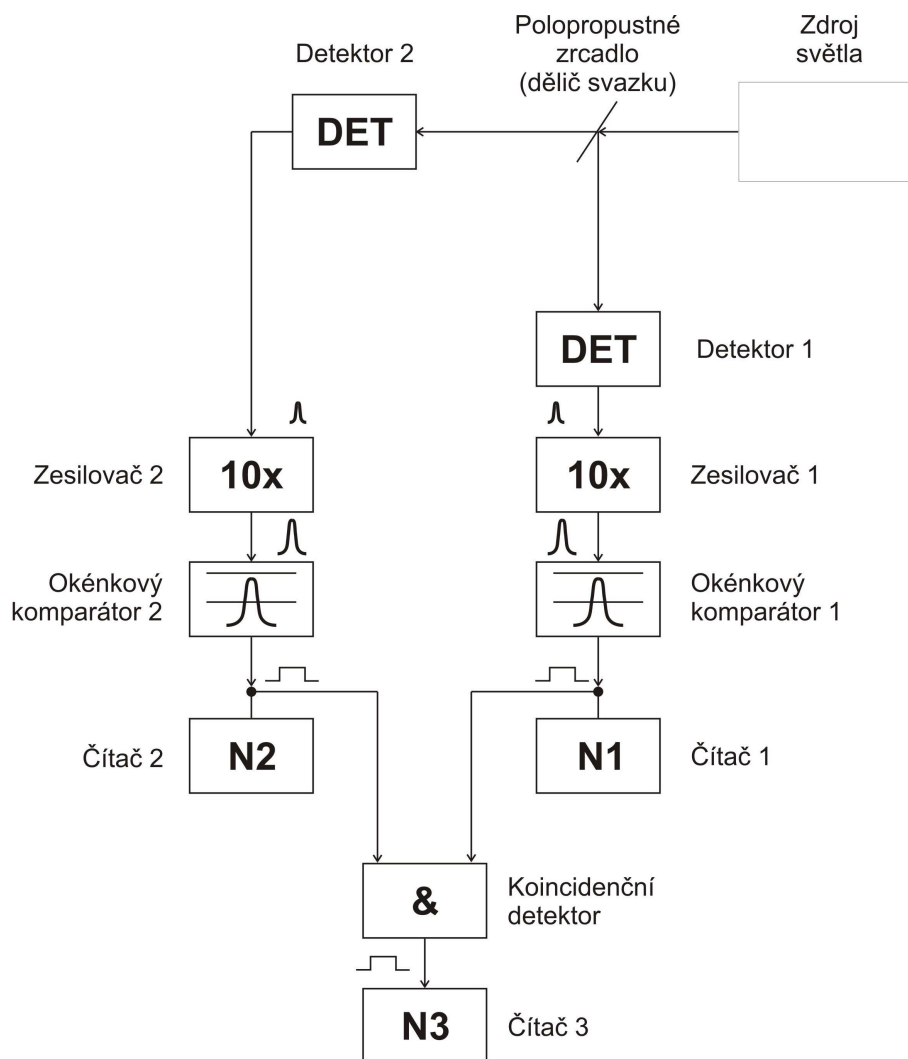 Polopropustné
zrcadlo
(dělič svazku)
Zdroj
světla
Detektor 2
DET
DET
Detektor 1
Zesilovač 2
10x
10x
Zesilovač 1
Okénkový
komparátor 2
Okénkový
komparátor 1
Čítač 2
N2
N1
Čítač 1
&
Koincidenční
detektor
N3
Čítač 3